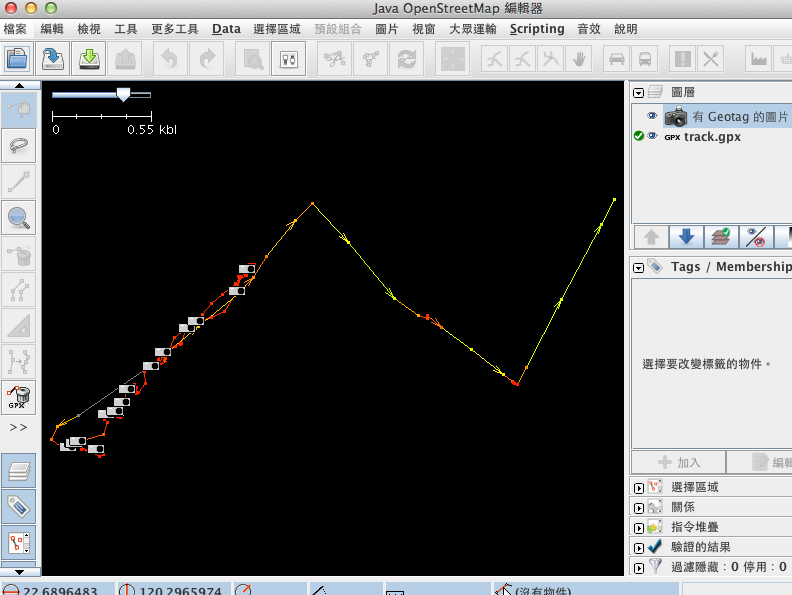 Java OpenStreetMap 編輯器
檔案 編輯 檢視 工具 更多工具 Data 選擇區域 預設組合 圖片 視窗 大眾運輸 Scripting 音效 說明
圖層
0 0.55 kbl
有 Geotag 的圖片
GPX track.gpx
Tags / Membership
選擇要改變標籤的物件。
GPX
>>
加入 編輯
選擇區域
關係
指令堆疊
驗證的結果
過濾隱藏：0 停用：0
22.6896483 120.2965974 (沒有物件)